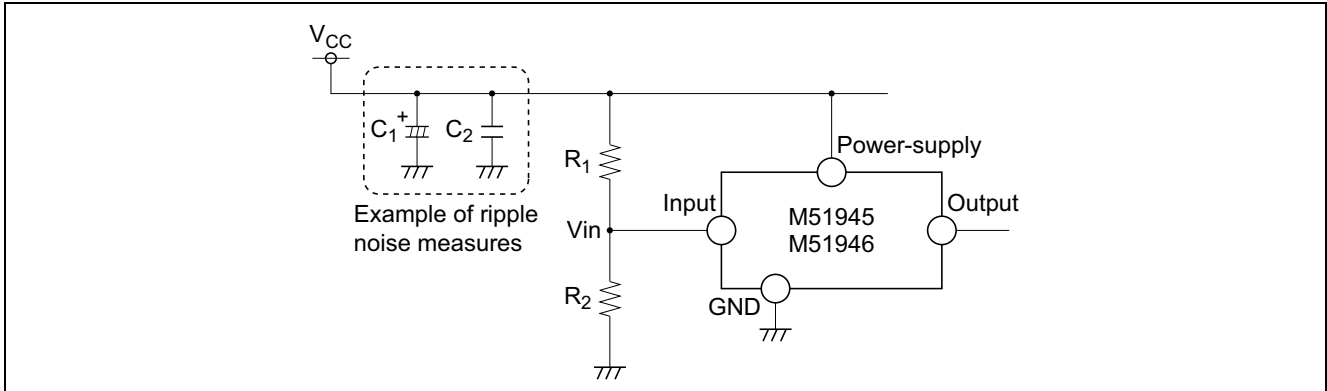 VCC
C1
+
C2
Example of ripple
noise measures
R1
Vin
R2
Power-supply
Input
Output
M51945
M51946
GND